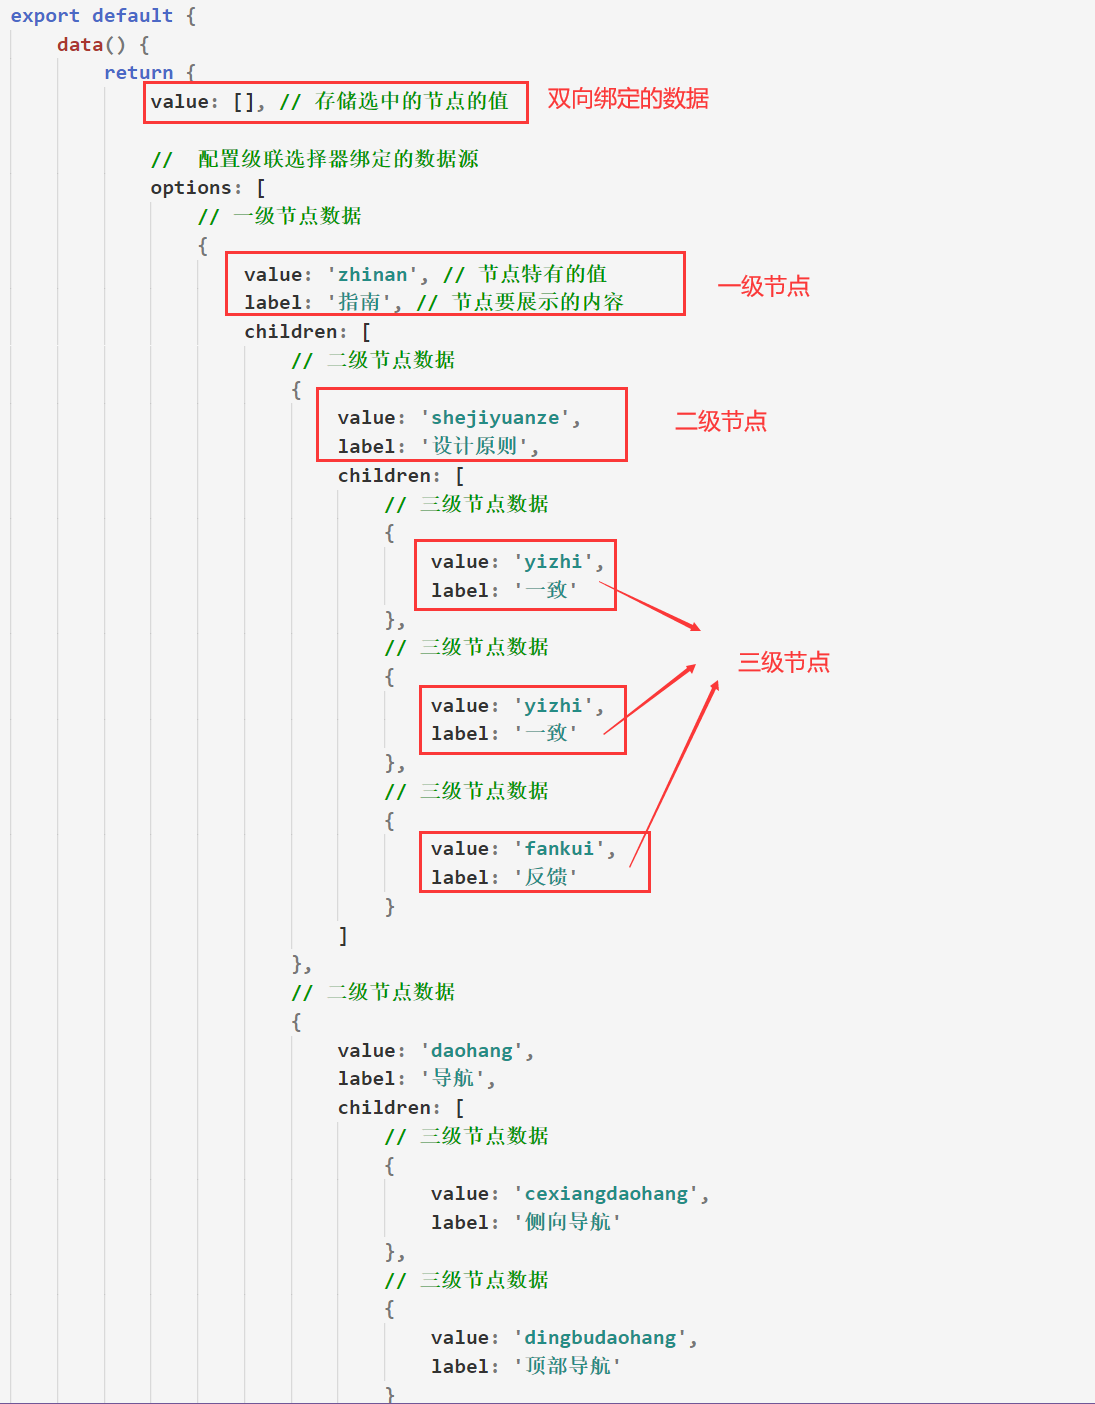 export default {
data() {
return {
value: [], // 存储选中的节点的值 双向绑定的数据
// 配置级联选择器绑定的数据源
options: [
// 一级节点数据
{
value: 'zhinan', // 节点特有的值
一级节点
label: '指南', // 节点要展示的内容
children: [
// 二级节点数据
{
value: 'shejiyuanze', 二级节点
label: '设计原则',
children: [
// 三级节点数据
{
value: 'yizhi',
label: '一致'
},
// 三级节点数据
三级节点
{
value: 'yizhi',
label: '一致'
},
// 三级节点数据
{
value: 'fankui',
label: '反馈'
}
]
},
// 二级节点数据
{
value: 'daohang',
label: '导航',
children: [
// 三级节点数据
{
value: 'cexiangdaohang',
label: '侧向导航'
},
// 三级节点数据
{
value: 'dingbudaohang',
label: '顶部导航'
}